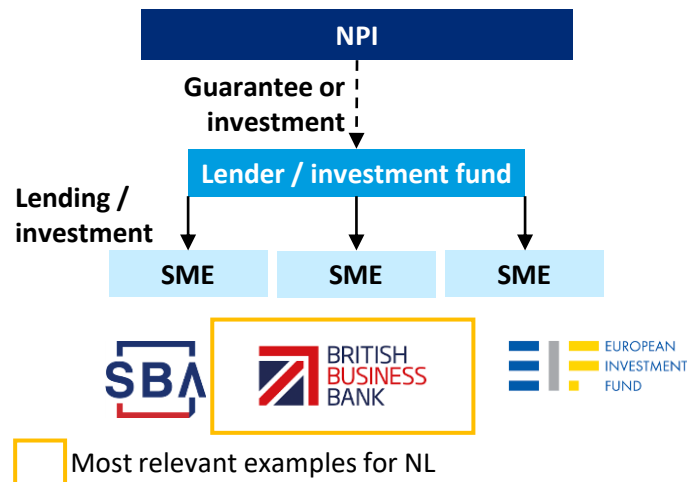 NPI
Guarantee or
investment
Lender / investment fund
Lending /
investment
SME SME SME
SBA
BRITISH
BUSINESS
BANK
EIF
EUROPEAN
INVESTMENT
FUND
Most relevant examples for NL